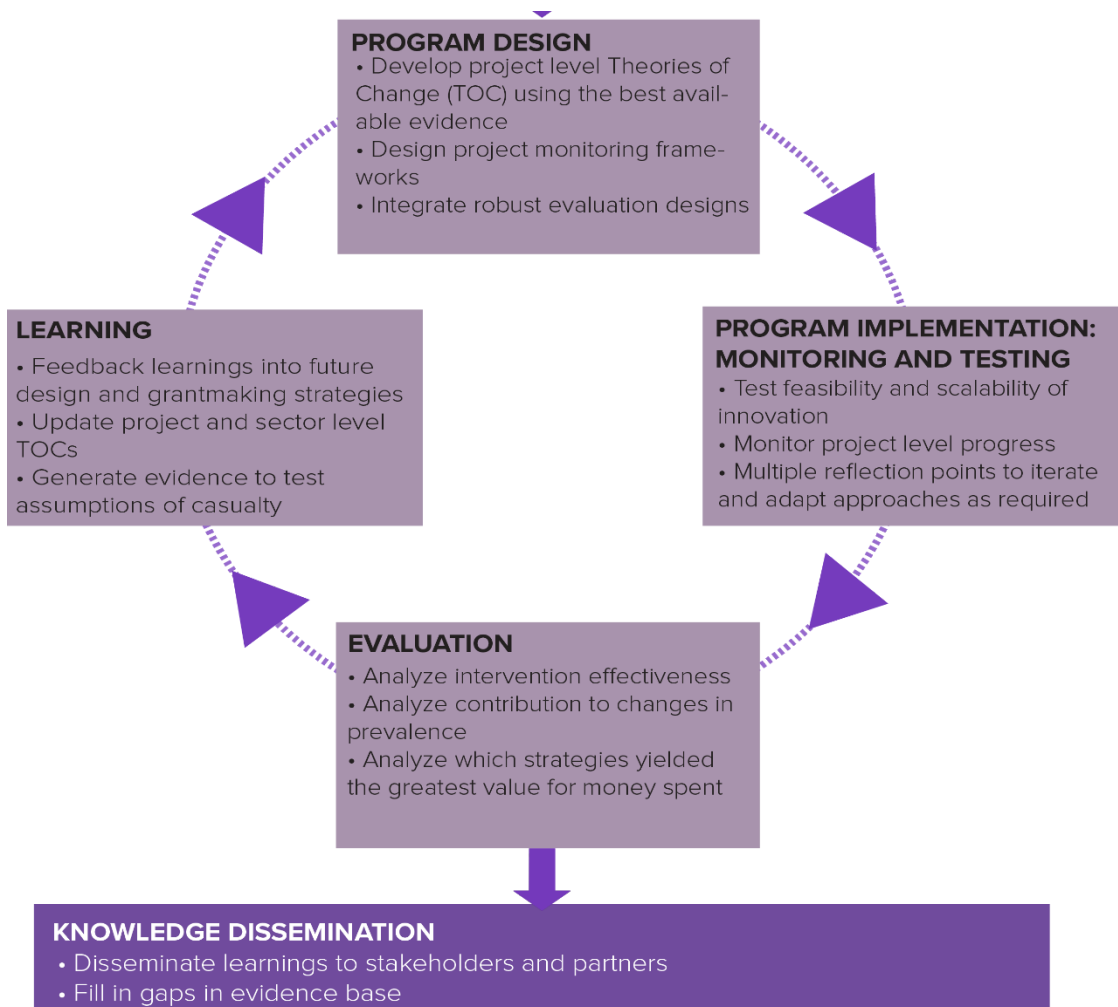 PROGRAM DESIGN
• Develop project level Theories of
Change (TOC) using the best avail-
able evidence
• Design project monitoring frame-
works
• Integrate robust evaluation designs
LEARNING
• Feedback learnings into future
design and grantmaking strategies
• Update project and sector level
TOCs
• Generate evidence to test
assumptions of casualty
PROGRAM IMPLEMENTATION:
MONITORING AND TESTING
• Test feasibility and scalability of
innovation
• Monitor project level progress
• Multiple reflection points to iterate
and adapt approaches as required
EVALUATION
• Analyze intervention effectiveness
• Analyze contribution to changes in
prevalence
• Analyze which strategies yielded
the greatest value for money spent
KNOWLEDGE DISSEMINATION
• Disseminate learnings to stakeholders and partners
• Fill in gaps in evidence base